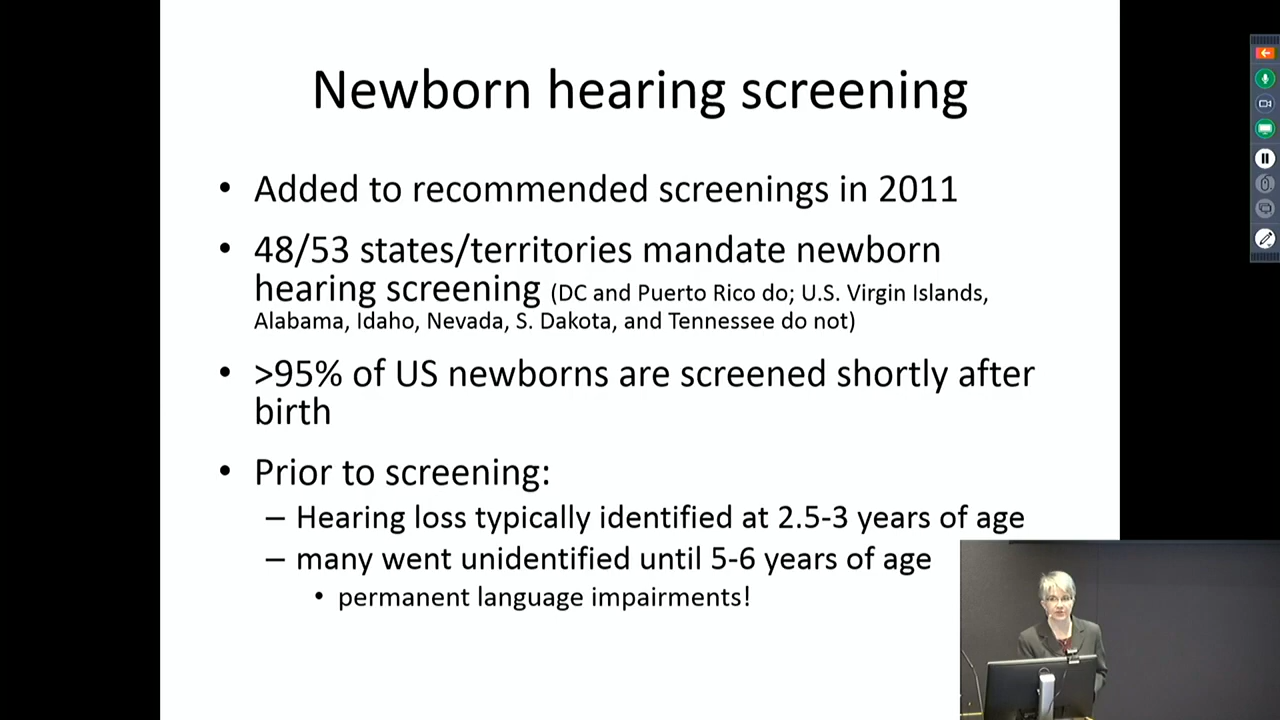 Newborn hearing screening
• Added to recommended screenings in 2011
• 48/53 states/territories mandate newborn
hearing screening (DC and Puerto Rico do; U.S. Virgin Islands,
Alabama, Idaho, Nevada, S. Dakota, and Tennessee do not)
• >95% of US newborns are screened shortly after
birth
• Prior to screening:
– Hearing loss typically identified at 2.5-3 years of age
– many went unidentified until 5-6 years of age
• permanent language impairments!